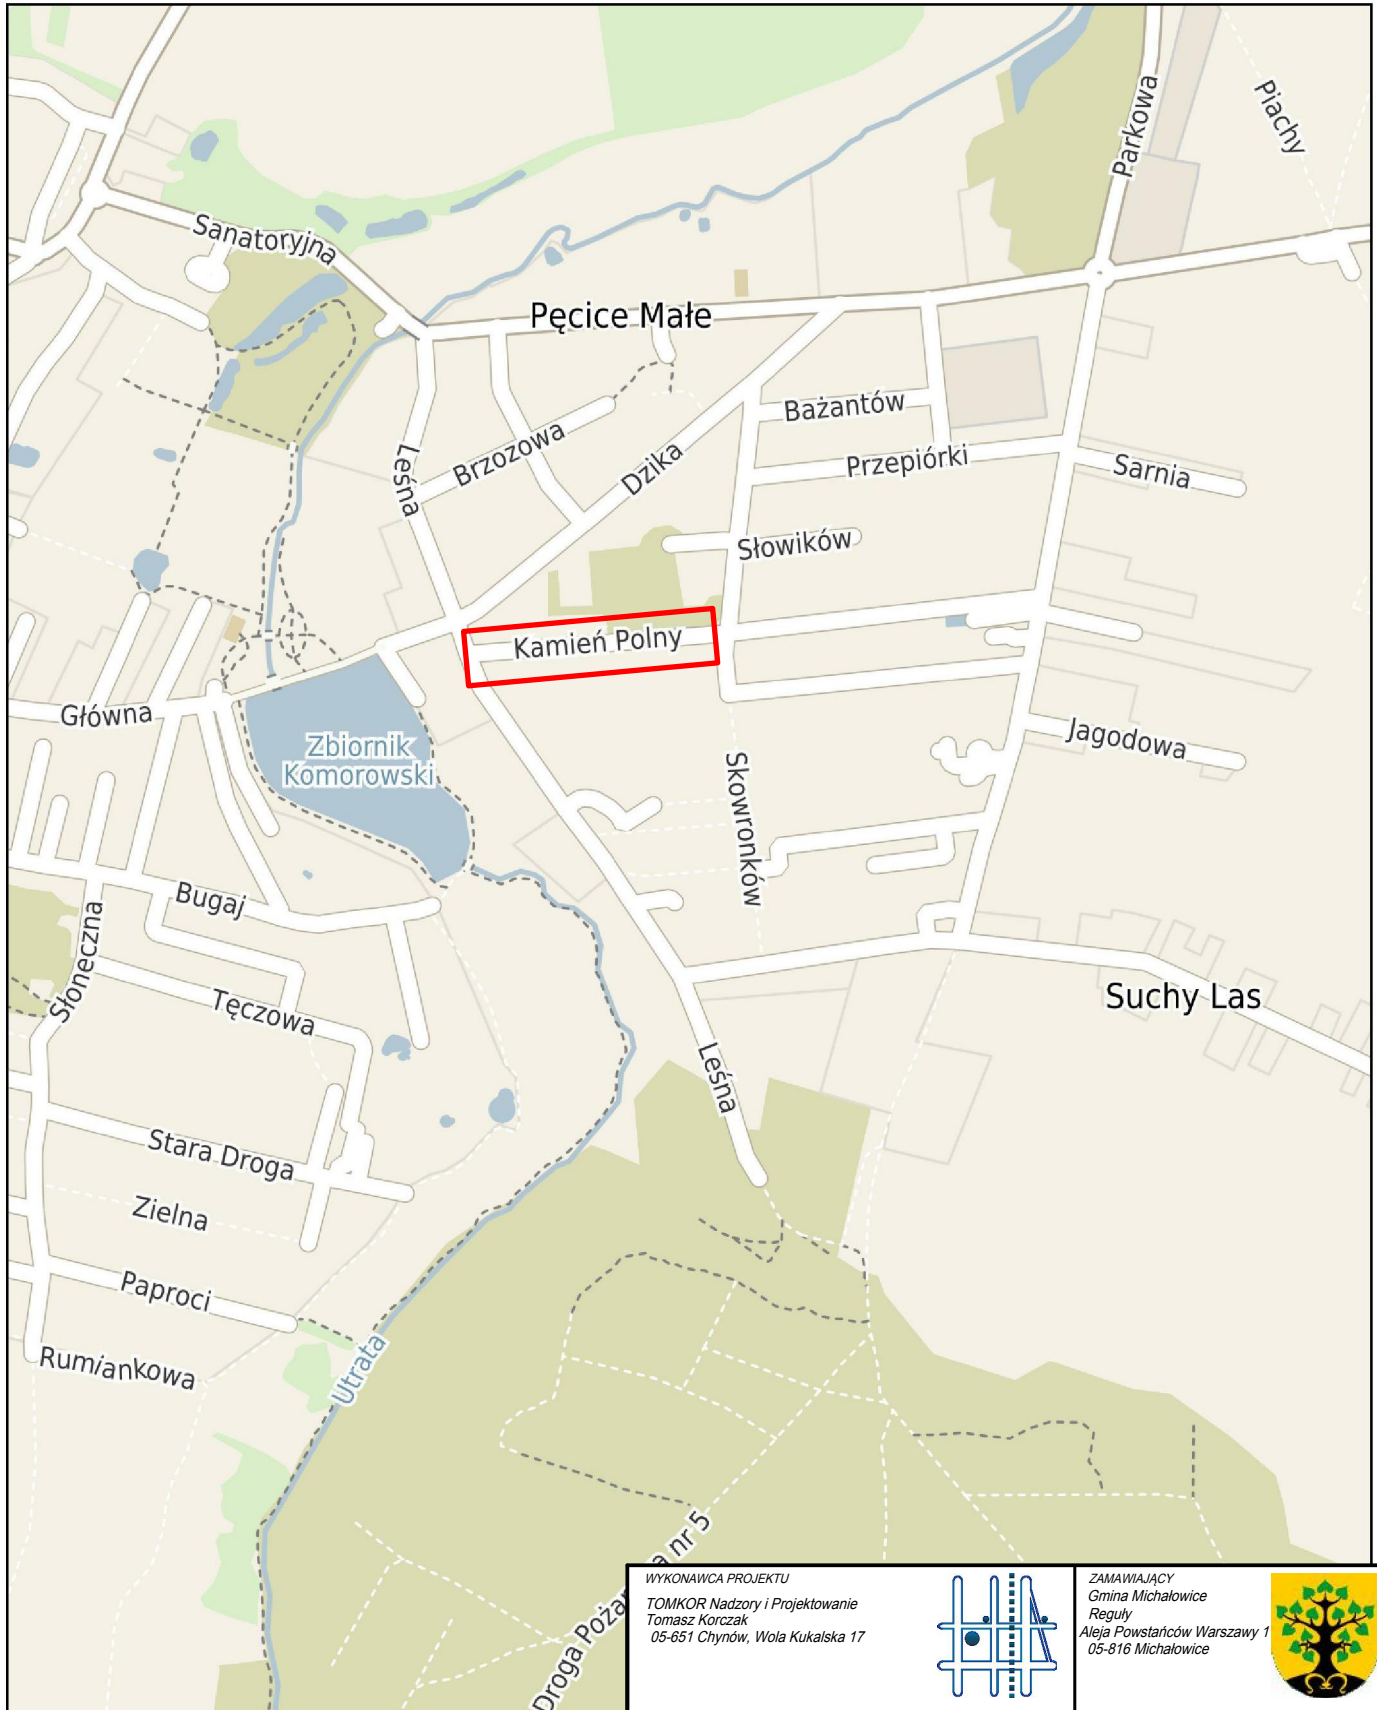 Piachy
Parkowa
Sanatoryjna
Pęcice Małe
Bażantów
Brzozowa
Leśna
Dzika
Przepiórki
Sarnia
Słowików
Kamień Polny
Główna
Zbiornik
Komorowski
Jagodowa
Skowronków
Bugaj
Słoneczna
Tęczowa
Suchy Las
Leśna
Stara Droga
Zielna
Paproci
Rumiankowa
Utrata
Droga Poża a nr 5
WYKONAWCA PROJEKTU
TOMKOR Nadzory i Projektowanie
Tomasz Korczak
05-651 Chynów, Wola Kukalska 17
ZAMAWIAJĄCY
Gmina Michałowice
Reguły
Aleja Powstańców Warszawy 1
05-816 Michałowice